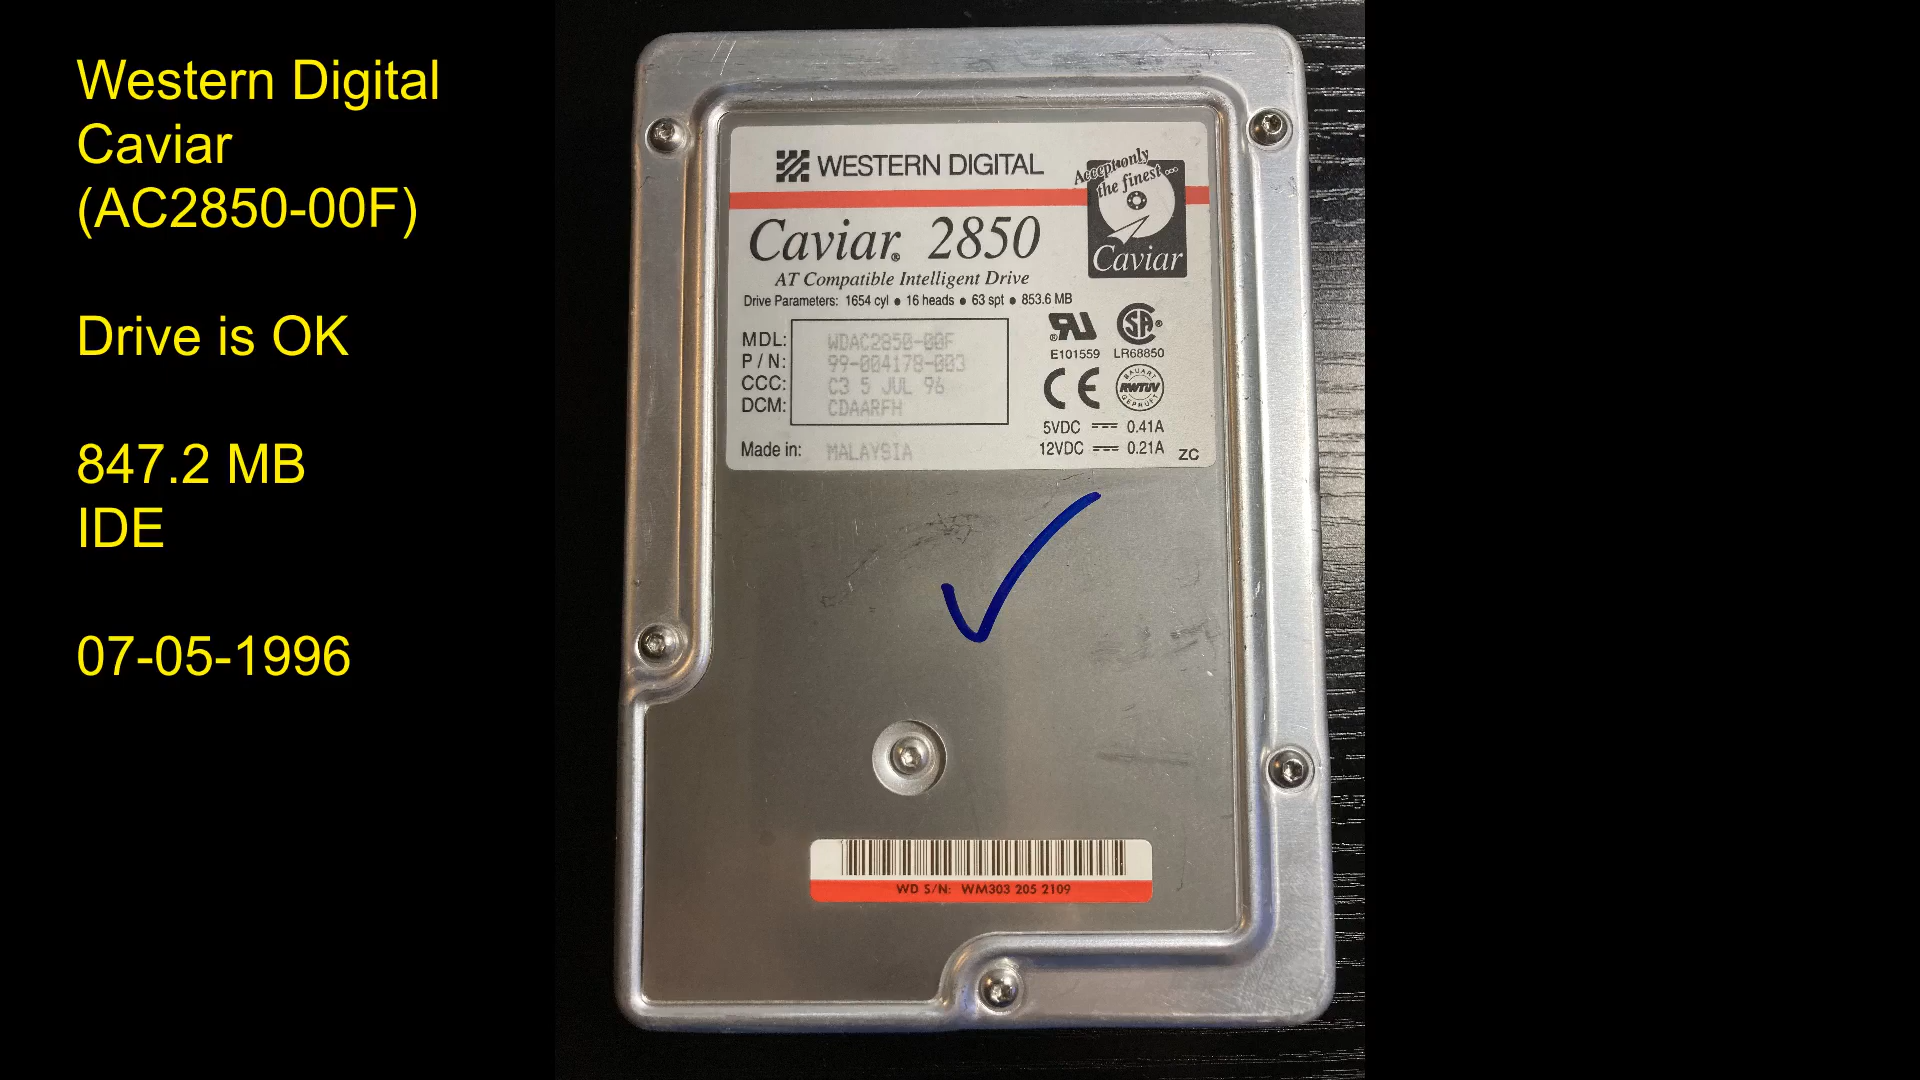 Western Digital
Caviar
(AC2850-00F)
Drive is OK
847.2 MB
IDE
07-05-1996
WESTERN DIGITAL
Accept only
the finest...
Caviar
Caviar® 2850
AT Compatible Intelligent Drive
Drive Parameters: 1654 cyl • 16 heads • 63 spt • 853.6 MB
MDL: WDAC2850-00F
P/N: 99-004178-003
CCC: C3 5 JUL 96
DCM: CDAARFH
Made in: MALAYSIA
E101559 LR68850
CE
BAUART
RWTÜV
GEPRÜFT
5VDC 0.41A
12VDC 0.21A
ZC
WD S/N: WM303 205 2109